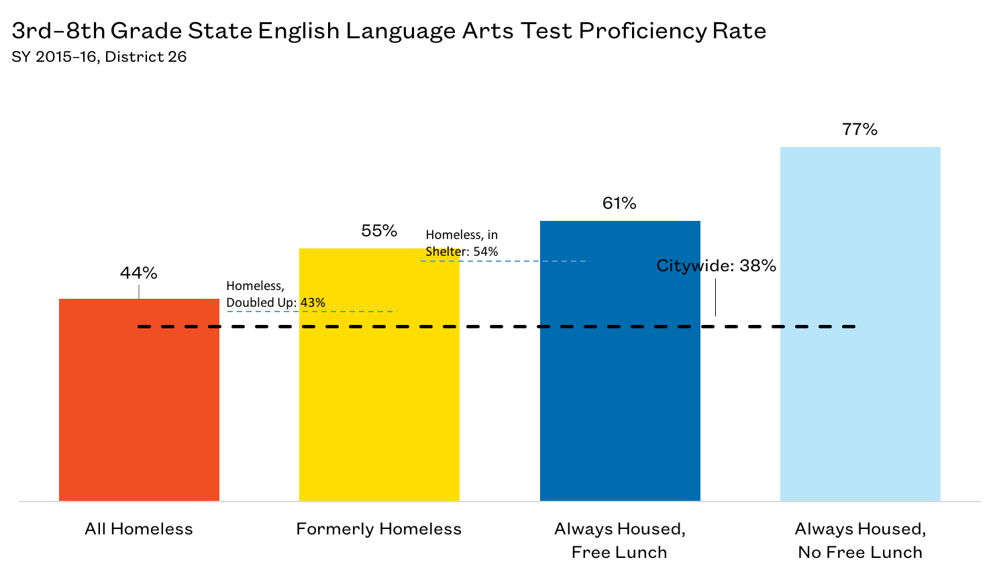 3rd–8th Grade State English Language Arts Test Proficiency Rate
SY 2015–16, District 26
77%
61%
55%
Homeless, in
Shelter: 54%
Citywide: 38%
44%
Homeless,
Doubled Up: 43%
All Homeless
Formerly Homeless
Always Housed,
Free Lunch
Always Housed,
No Free Lunch